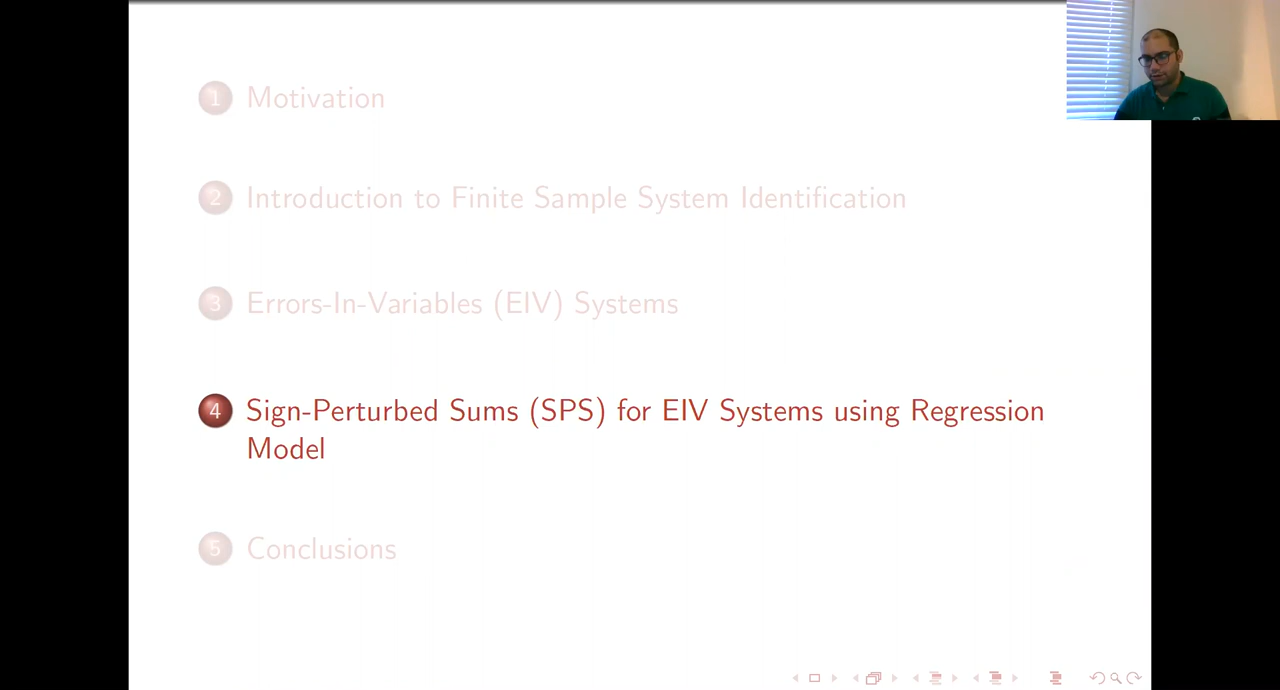 1 Motivation
2 Introduction to Finite Sample System Identification
3 Errors-In-Variables (EIV) Systems
4 Sign-Perturbed Sums (SPS) for EIV Systems using Regression
Model
5 Conclusions